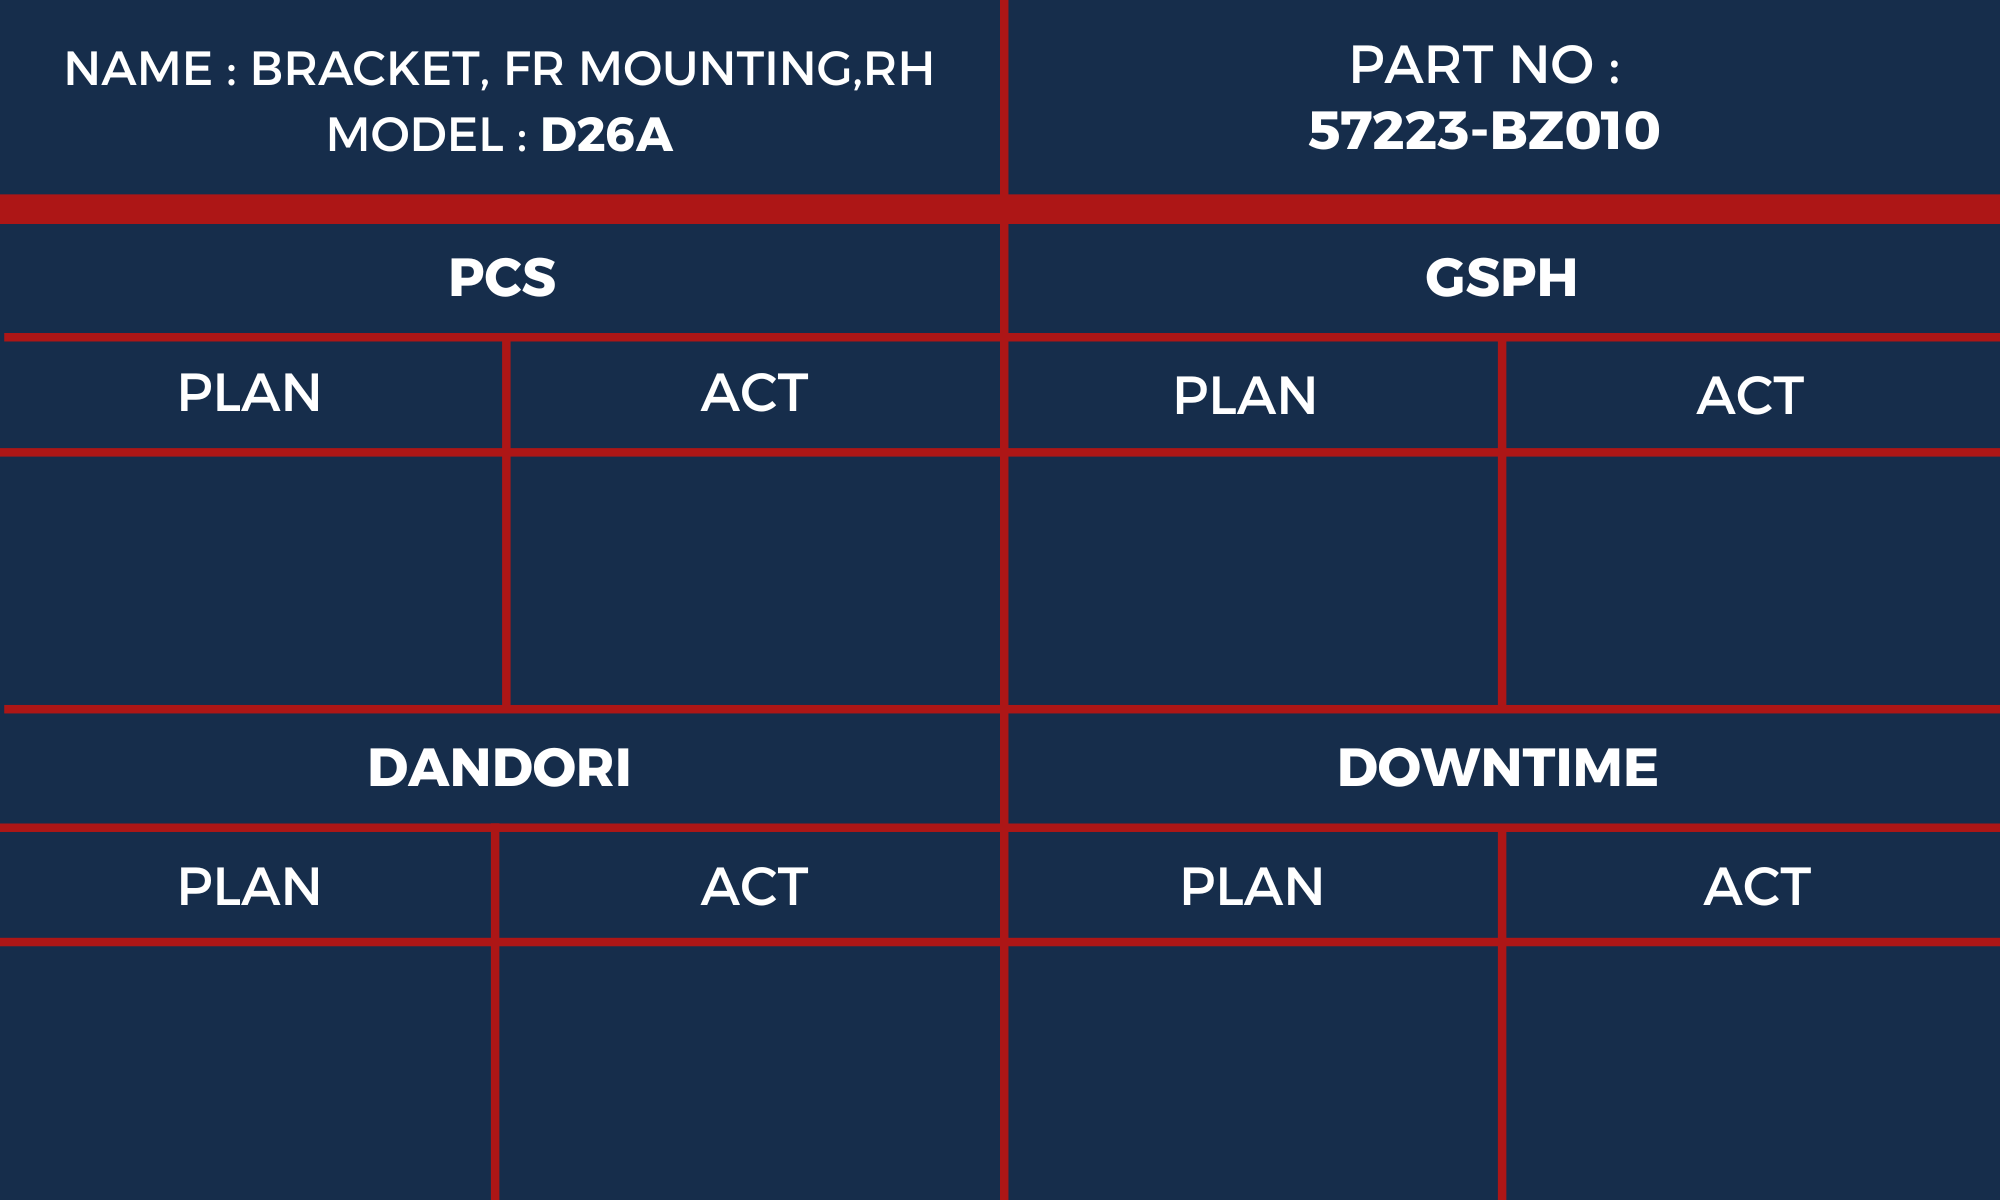 NAME : BRACKET, FR MOUNTING,RH
MODEL : D26A
PART NO :
57223-BZ010
PCS
GSPH
PLAN
ACT
PLAN
ACT
DANDORI
DOWNTIME
PLAN
ACT
PLAN
ACT